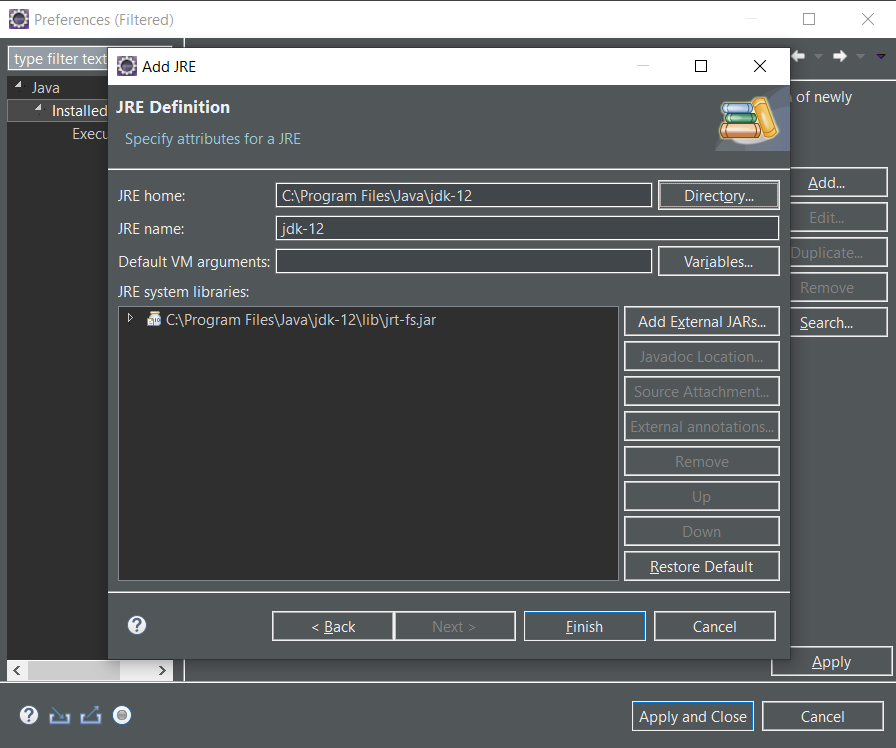 Preferences (Filtered)
type filter text
Java
Installed
Execu
of newly
Add...
Edit...
Duplicate...
Remove
Search...
Add JRE
JRE Definition
Specify attributes for a JRE
JRE home:
C:\Program Files\Java\jdk-12
Directory...
JRE name:
jdk-12
Default VM arguments:
Variables...
JRE system libraries:
C:\Program Files\Java\jdk-12\lib\jrt-fs.jar
Add External JARs...
Javadoc Location...
Source Attachment...
External annotations...
Remove
Up
Down
Restore Default
< Back
Next >
Finish
Cancel
Apply
Apply and Close
Cancel